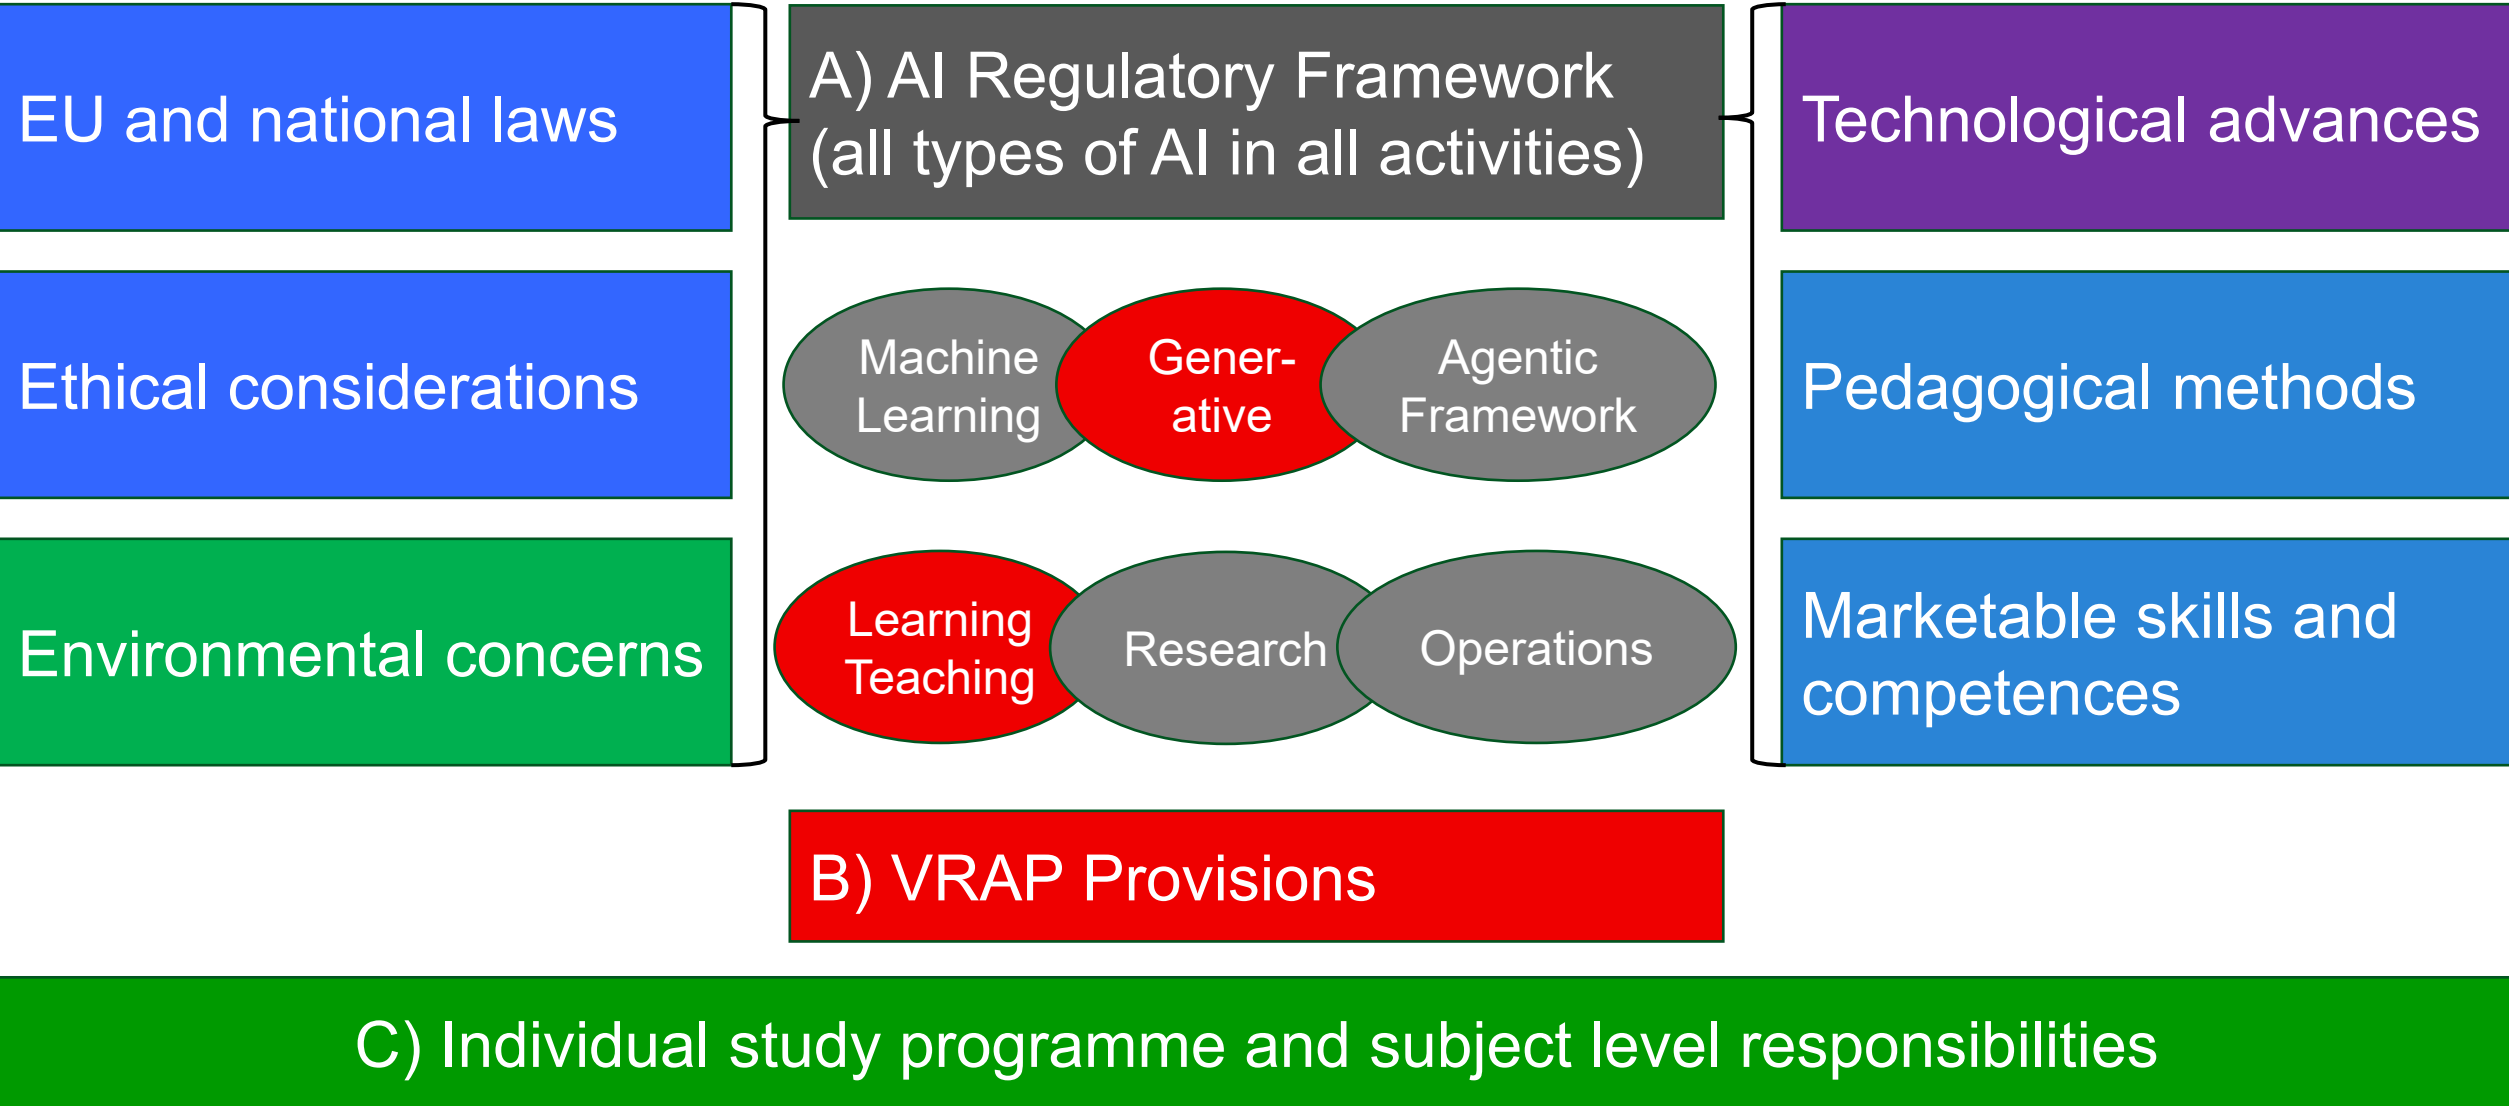 EU and national laws
Ethical considerations
Environmental concerns
A) AI Regulatory Framework
(all types of AI in all activities)
Machine
Learning
Gener-
ative
Agentic
Framework
Learning
Teaching
Research
Operations
B) VRAP Provisions
Technological advances
Pedagogical methods
Marketable skills and
competences
C) Individual study programme and subject level responsibilities